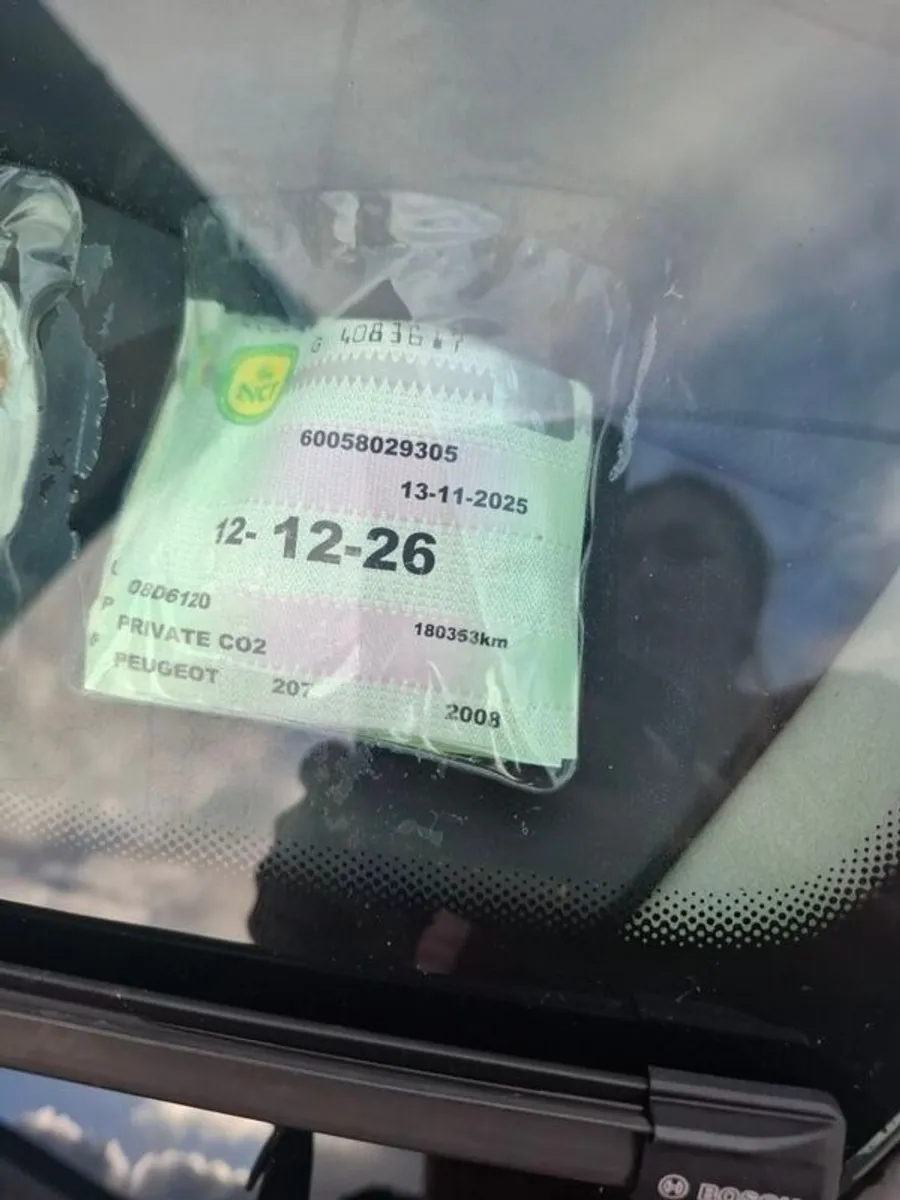 NCT
60058029305
13-11-2025
12-12-26
08D6120
180353km
PRIVATE CO2
PEUGEOT 207
2008
BOSCH